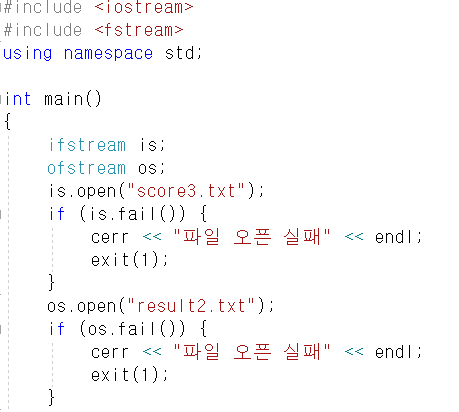 #include <iostream>
#include <fstream>
using namespace std;
int main()
{
ifstream is;
ofstream os;
is.open("score3.txt");
if (is.fail()) {
cerr << "파일 오픈 실패" << endl;
exit(1);
}
os.open("result2.txt");
if (os.fail()) {
cerr << "파일 오픈 실패" << endl;
exit(1);
}